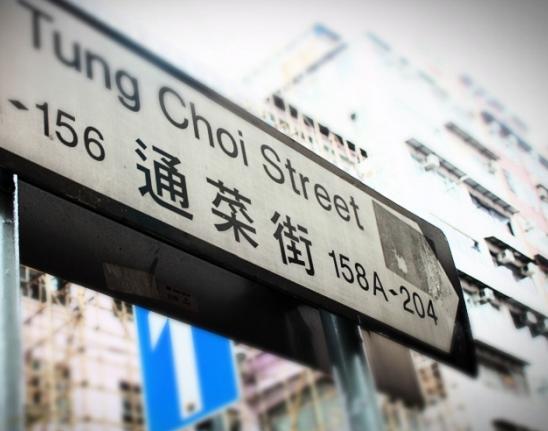 Tung Choi Street
-156 通菜街 158A-204